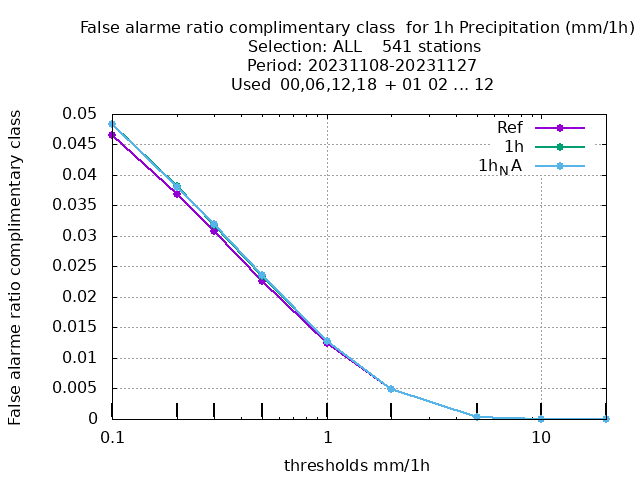 False alarme ratio complimentary class  for 1h Precipitation (mm/1h)
Selection: ALL    541 stations
Period: 20231108-20231127
Used  00,06,12,18  + 01 02 ... 12
False alarme ratio complimentary class
0.05
0.045
0.04
0.035
0.03
0.025
0.02
0.015
0.01
0.005
0
Ref
1h
1h_NA
0.1
1
10
thresholds mm/1h